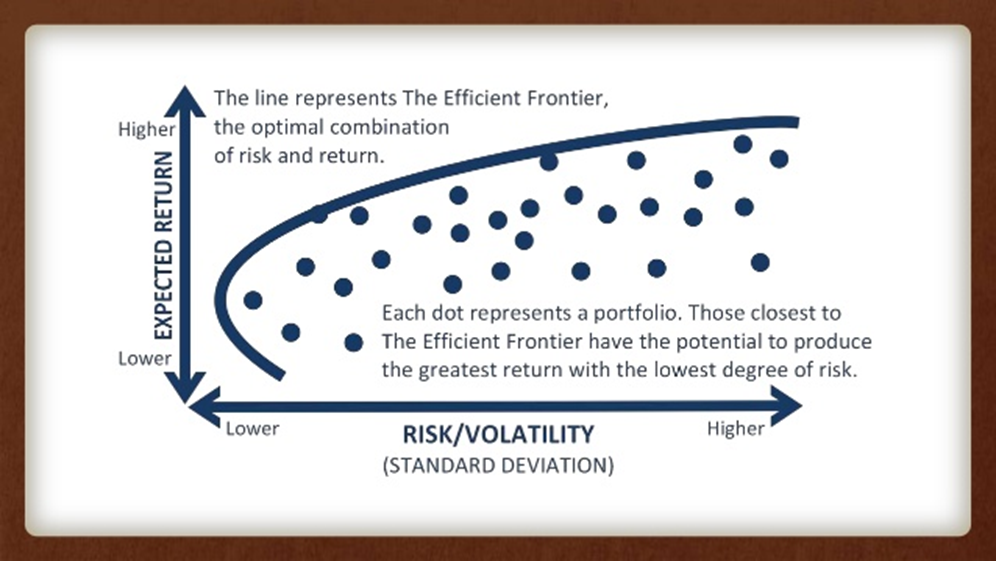 The line represents The Efficient Frontier,
the optimal combination
of risk and return.
Higher
EXPECTED RETURN
Lower
Each dot represents a portfolio. Those closest to
The Efficient Frontier have the potential to produce
the greatest return with the lowest degree of risk.
Lower
Higher
RISK/VOLATILITY
(STANDARD DEVIATION)